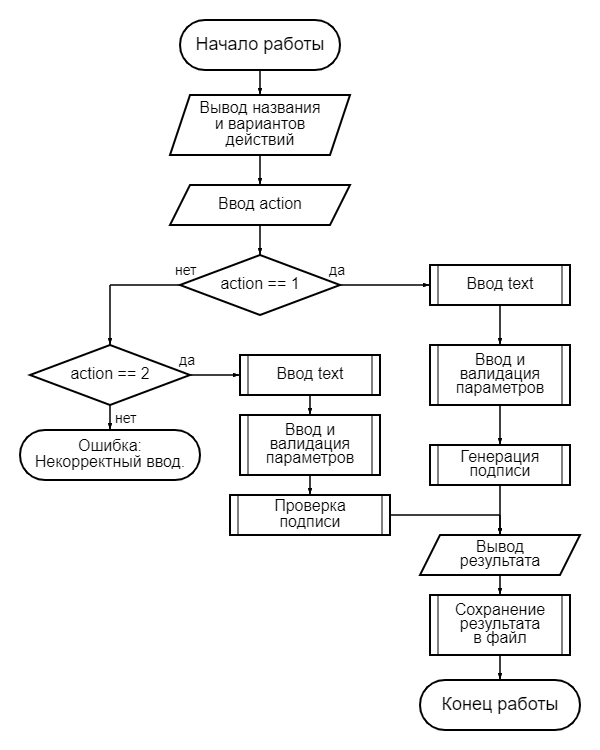 Начало работы
Вывод названия
и вариантов
действий
Ввод action
нет
action == 1
да
Ввод text
action == 2
да
Ввод text
Ввод и
валидация
параметров
нет
Ошибка:
Некорректный ввод.
Ввод и
валидация
параметров
Генерация
подписи
Проверка
подписи
Вывод
результата
Сохранение
результата
в файл
Конец работы